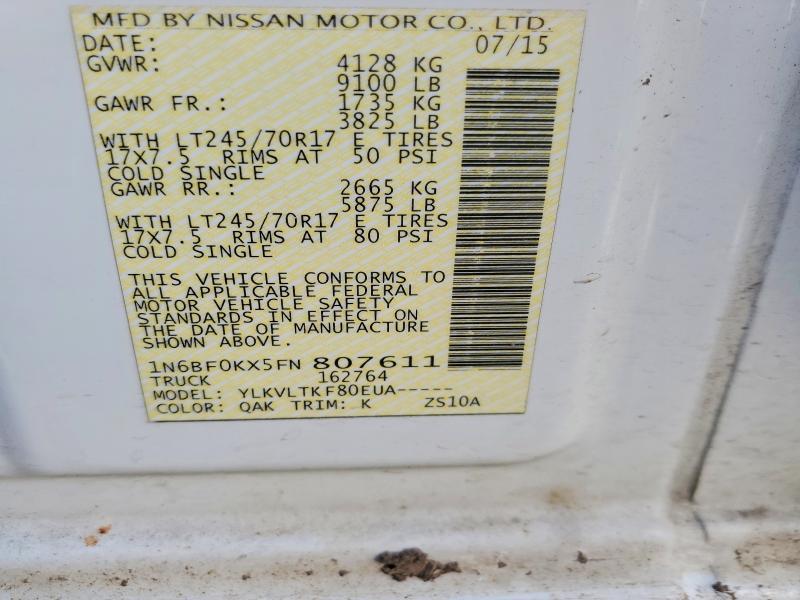 MFD BY NISSAN MOTOR CO., LTD.
DATE: 07/15
GVWR: 4128 KG
9100 LB
GAWR FR.: 1735 KG
3825 LB
WITH LT245/70R17 E TIRES
17X7.5 RIMS AT 50 PSI
COLD SINGLE
GAWR RR.: 2665 KG
5875 LB
WITH LT245/70R17 E TIRES
17X7.5 RIMS AT 80 PSI
COLD SINGLE
THIS VEHICLE CONFORMS TO
ALL APPLICABLE FEDERAL
MOTOR VEHICLE SAFETY
STANDARDS IN EFFECT ON
THE DATE OF MANUFACTURE
SHOWN ABOVE.
1N6BF0KX5FN 807611
TRUCK 162764
MODEL: YLKVLTKF80EUA-----
COLOR: QAK TRIM: K ZS10A